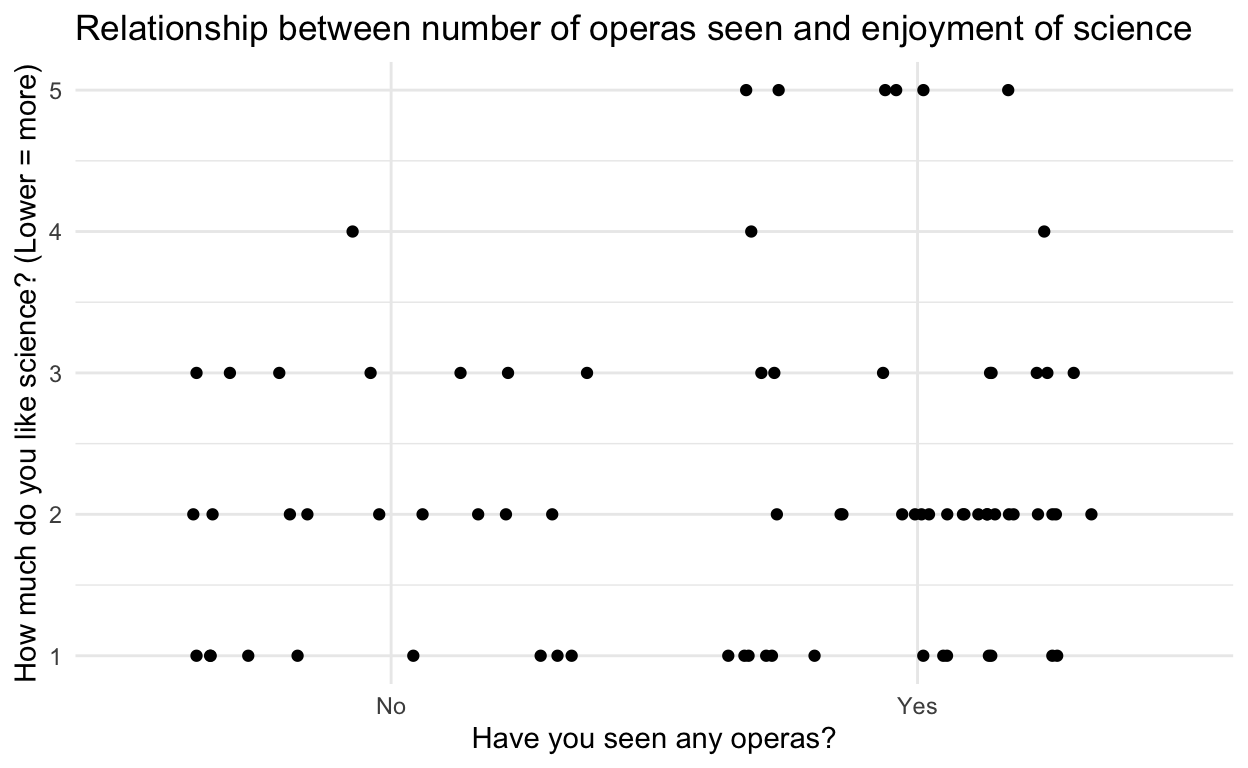 Relationship between number of operas seen and enjoyment of science
How much do you like science? (Lower = more)
5
4
3
2
1
No
Yes
Have you seen any operas?